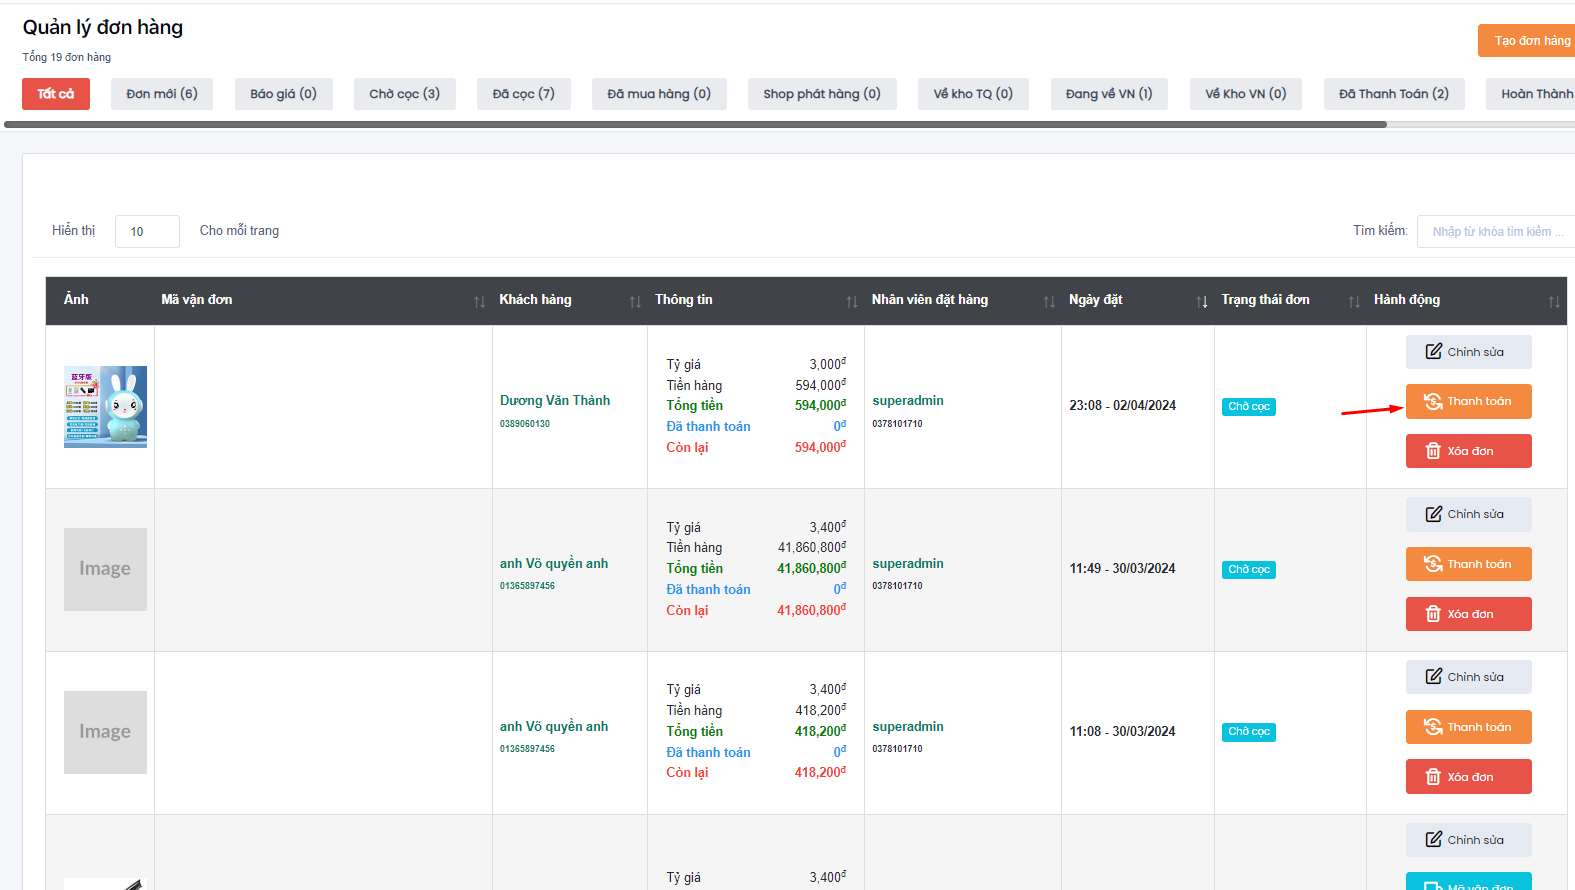 Quản lý đơn hàng
Tổng 19 đơn hàng
Tạo đơn hàng
Tất cả
Đơn mới (6)
Báo giá (0)
Chờ cọc (3)
Đã cọc (7)
Đã mua hàng (0)
Shop phát hàng (0)
Về kho TQ (0)
Đang về VN (1)
Về Kho VN (0)
Đã Thanh Toán (2)
Hoàn Thành
Hiển thị 10 Cho mỗi trang
Tìm kiếm: Nhập từ khóa tìm kiếm ...
Ảnh
Mã vận đơn
Khách hàng
Thông tin
Nhân viên đặt hàng
Ngày đặt
Trạng thái đơn
Hành động
蓝牙版
Dương Văn Thành
0389060130
Tỷ giá 3,000đ
Tiền hàng 594,000đ
Tổng tiền 594,000đ
Đã thanh toán 0đ
Còn lại 594,000đ
superadmin
0378101710
23:08 - 02/04/2024
Chờ cọc
Chỉnh sửa
Thanh toán
Xóa đơn
Image
anh Võ quyền anh
01365897456
Tỷ giá 3,400đ
Tiền hàng 41,860,800đ
Tổng tiền 41,860,800đ
Đã thanh toán 0đ
Còn lại 41,860,800đ
superadmin
0378101710
11:49 - 30/03/2024
Chờ cọc
Chỉnh sửa
Thanh toán
Xóa đơn
Image
anh Võ quyền anh
01365897456
Tỷ giá 3,400đ
Tiền hàng 418,200đ
Tổng tiền 418,200đ
Đã thanh toán 0đ
Còn lại 418,200đ
superadmin
0378101710
11:08 - 30/03/2024
Chờ cọc
Chỉnh sửa
Thanh toán
Xóa đơn
Tỷ giá 3,400đ
Chỉnh sửa
Mã vận đơn